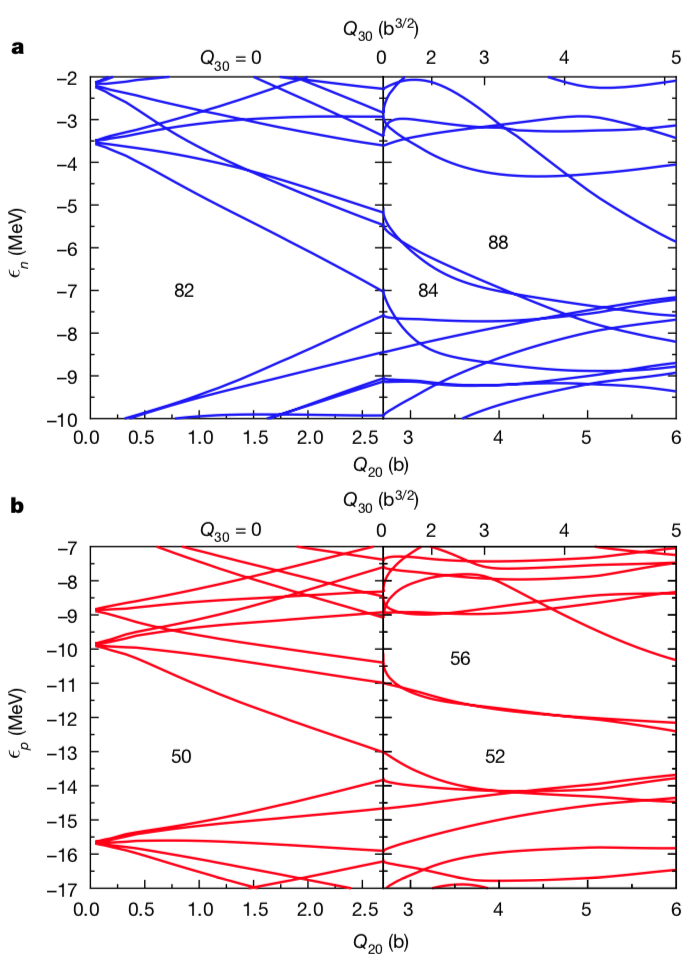 a
Q30 (b3/2)
Q30 = 0
0 2 3 4 5
−2
−3
−4
−5
−6
−7
−8
−9
−10
ϵn (MeV)
82
84
88
0.0 0.5 1.0 1.5 2.0 2.5 3 4 5 6
Q20 (b)
b
Q30 (b3/2)
Q30 = 0
0 2 3 4 5
−7
−8
−9
−10
−11
−12
−13
−14
−15
−16
−17
ϵp (MeV)
56
50
52
0.0 0.5 1.0 1.5 2.0 2.5 3 4 5 6
Q20 (b)